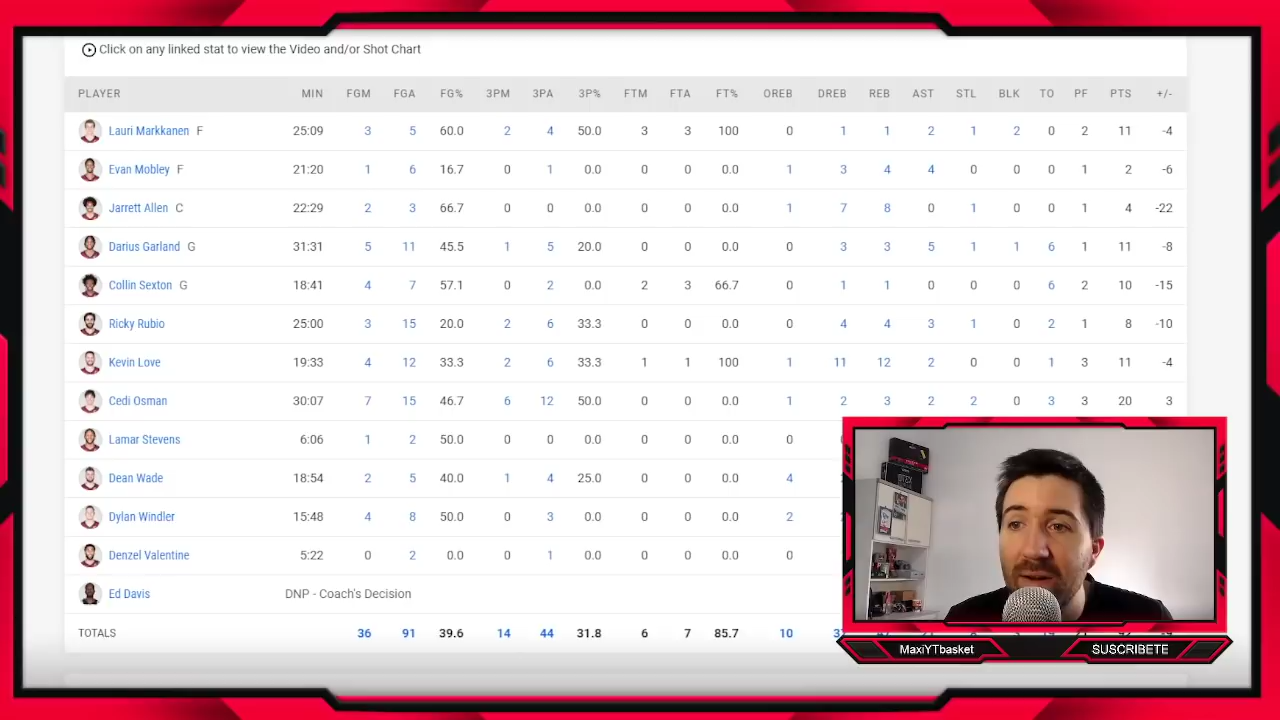 Click on any linked stat to view the Video and/or Shot Chart
PLAYER MIN FGM FGA FG% 3PM 3PA 3P% FTM FTA FT% OREB DREB REB AST STL BLK TO PF PTS +/-
Lauri Markkanen F 25:09 3 5 60.0 2 4 50.0 3 3 100 0 1 1 2 1 2 0 2 11 -4
Evan Mobley F 21:20 1 6 16.7 0 1 0.0 0 0 0.0 1 3 4 4 0 0 0 1 2 -6
Jarrett Allen C 22:29 2 3 66.7 0 0 0.0 0 0 0.0 1 7 8 0 1 0 0 1 4 -22
Darius Garland G 31:31 5 11 45.5 1 5 20.0 0 0 0.0 0 3 3 5 1 1 6 1 11 -8
Collin Sexton G 18:41 4 7 57.1 0 2 0.0 2 3 66.7 0 1 1 0 0 0 6 2 10 -15
Ricky Rubio 25:00 3 15 20.0 2 6 33.3 0 0 0.0 0 4 4 3 1 0 2 1 8 -10
Kevin Love 19:33 4 12 33.3 2 6 33.3 1 1 100 1 11 12 2 0 0 1 3 11 -4
Cedi Osman 30:07 7 15 46.7 6 12 50.0 0 0 0.0 1 2 3 2 2 0 3 3 20 3
Lamar Stevens 6:06 1 2 50.0 0 0 0.0 0 0 0.0 0
Dean Wade 18:54 2 5 40.0 1 4 25.0 0 0 0.0 4
Dylan Windler 15:48 4 8 50.0 0 3 0.0 0 0 0.0 2
Denzel Valentine 5:22 0 2 0.0 0 1 0.0 0 0 0.0 0
Ed Davis DNP - Coach's Decision
TOTALS 36 91 39.6 14 44 31.8 6 7 85.7 10
MaxiYTbasket SUSCRIBETE